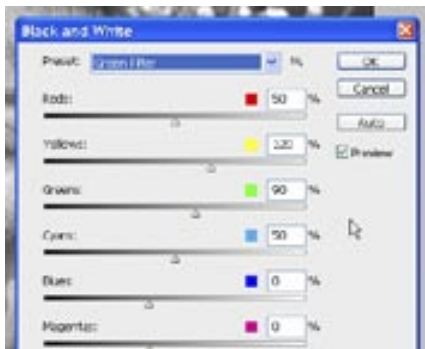 Black and White
Preset: Green Filter %
OK
Cancel
Auto
Preview
Reds: 50 %
Yellows: 120 %
Greens: 90 %
Cyans: 50 %
Blues: 0 %
Magentas: 0 %